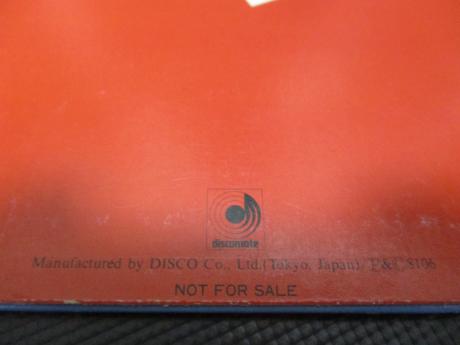 discomate
Manufactured by DISCO Co., Ltd.(Tokyo, Japan)/P&C 8106
NOT FOR SALE